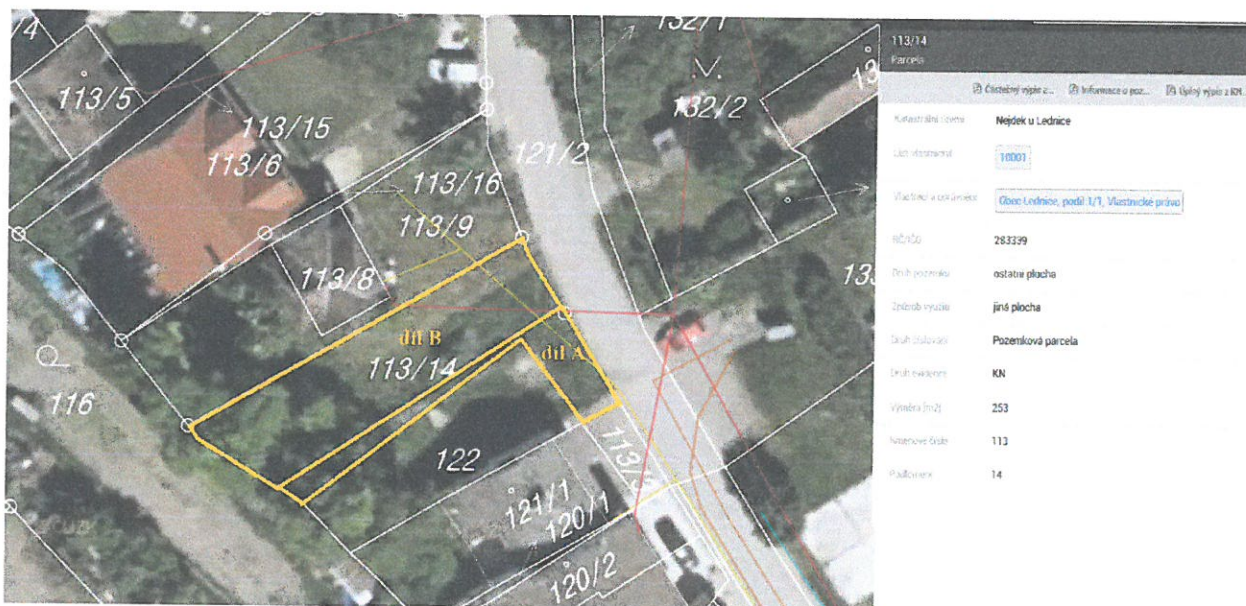 113/5
113/15
113/6
113/16
113/9
113/8
díl B
113/14
díl A
116
122
121/1
120/1
120/2
121/2
132/1
132/2
113/14
Parcela
Částečný výpis z...
Informace o poz...
Úplný výpis z KN...
Katastrální území Nejdek u Lednice
List vlastnictví 10001
Vlastníci a oprávnění Obec Lednice, podíl 1/1, Vlastnické právo
IČ/IČO 283339
Druh pozemku ostatní plocha
Způsob využití jiná plocha
Druh číslování Pozemková parcela
Druh evidence KN
Výměra [m2] 253
Kmenové číslo 113
Poddělení 14